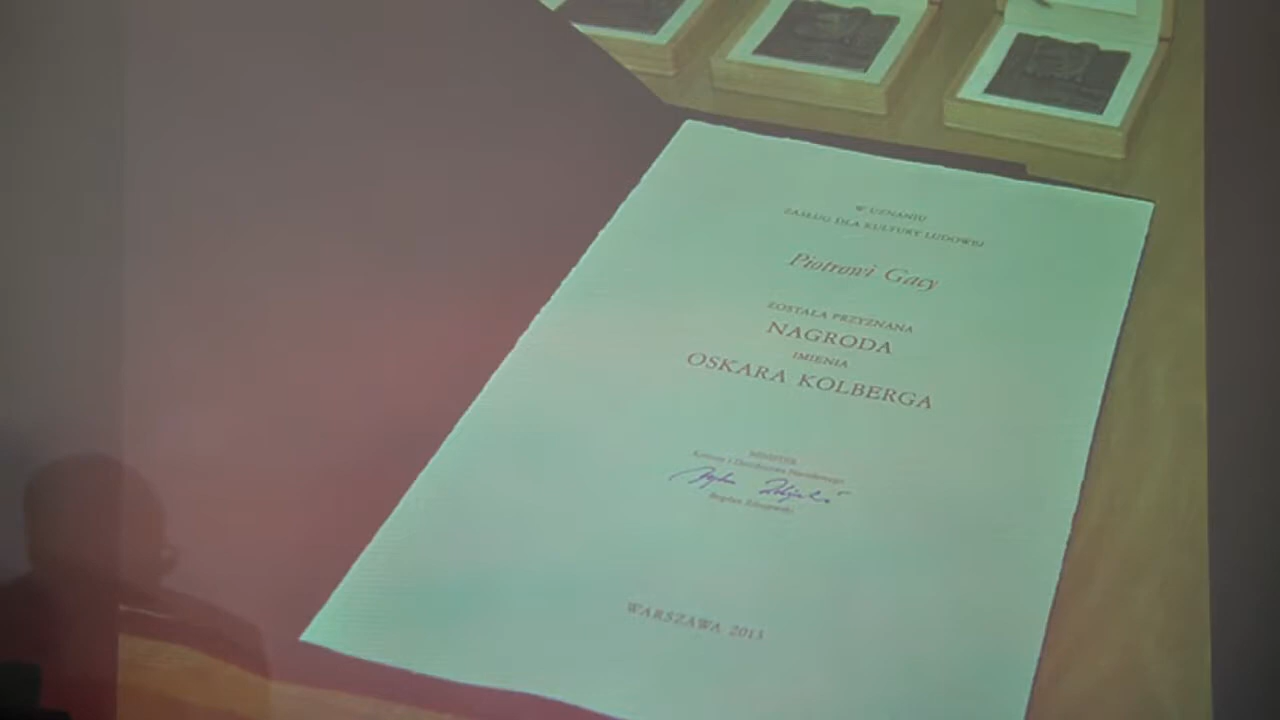 W UZNANIU
ZASŁUG DLA KULTURY LUDOWEJ
Piotrowi Gacy
ZOSTAŁA PRZYZNANA
NAGRODA
IMIENIA
OSKARA KOLBERGA
MINISTER
Kultury i Dziedzictwa Narodowego
Bogdan Zdrojewski
WARSZAWA 2013